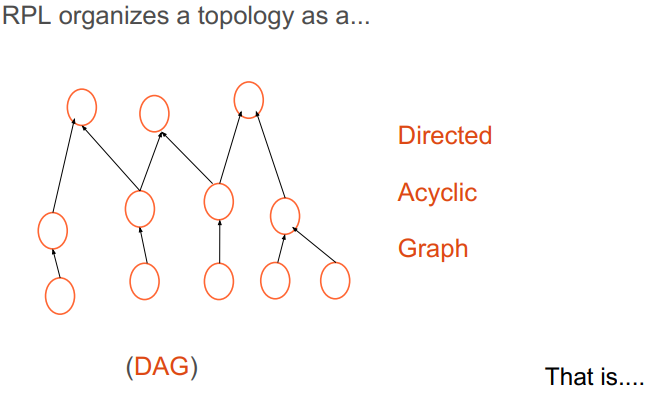 RPL organizes a topology as a...
Directed
Acyclic
Graph
(DAG)
That is....